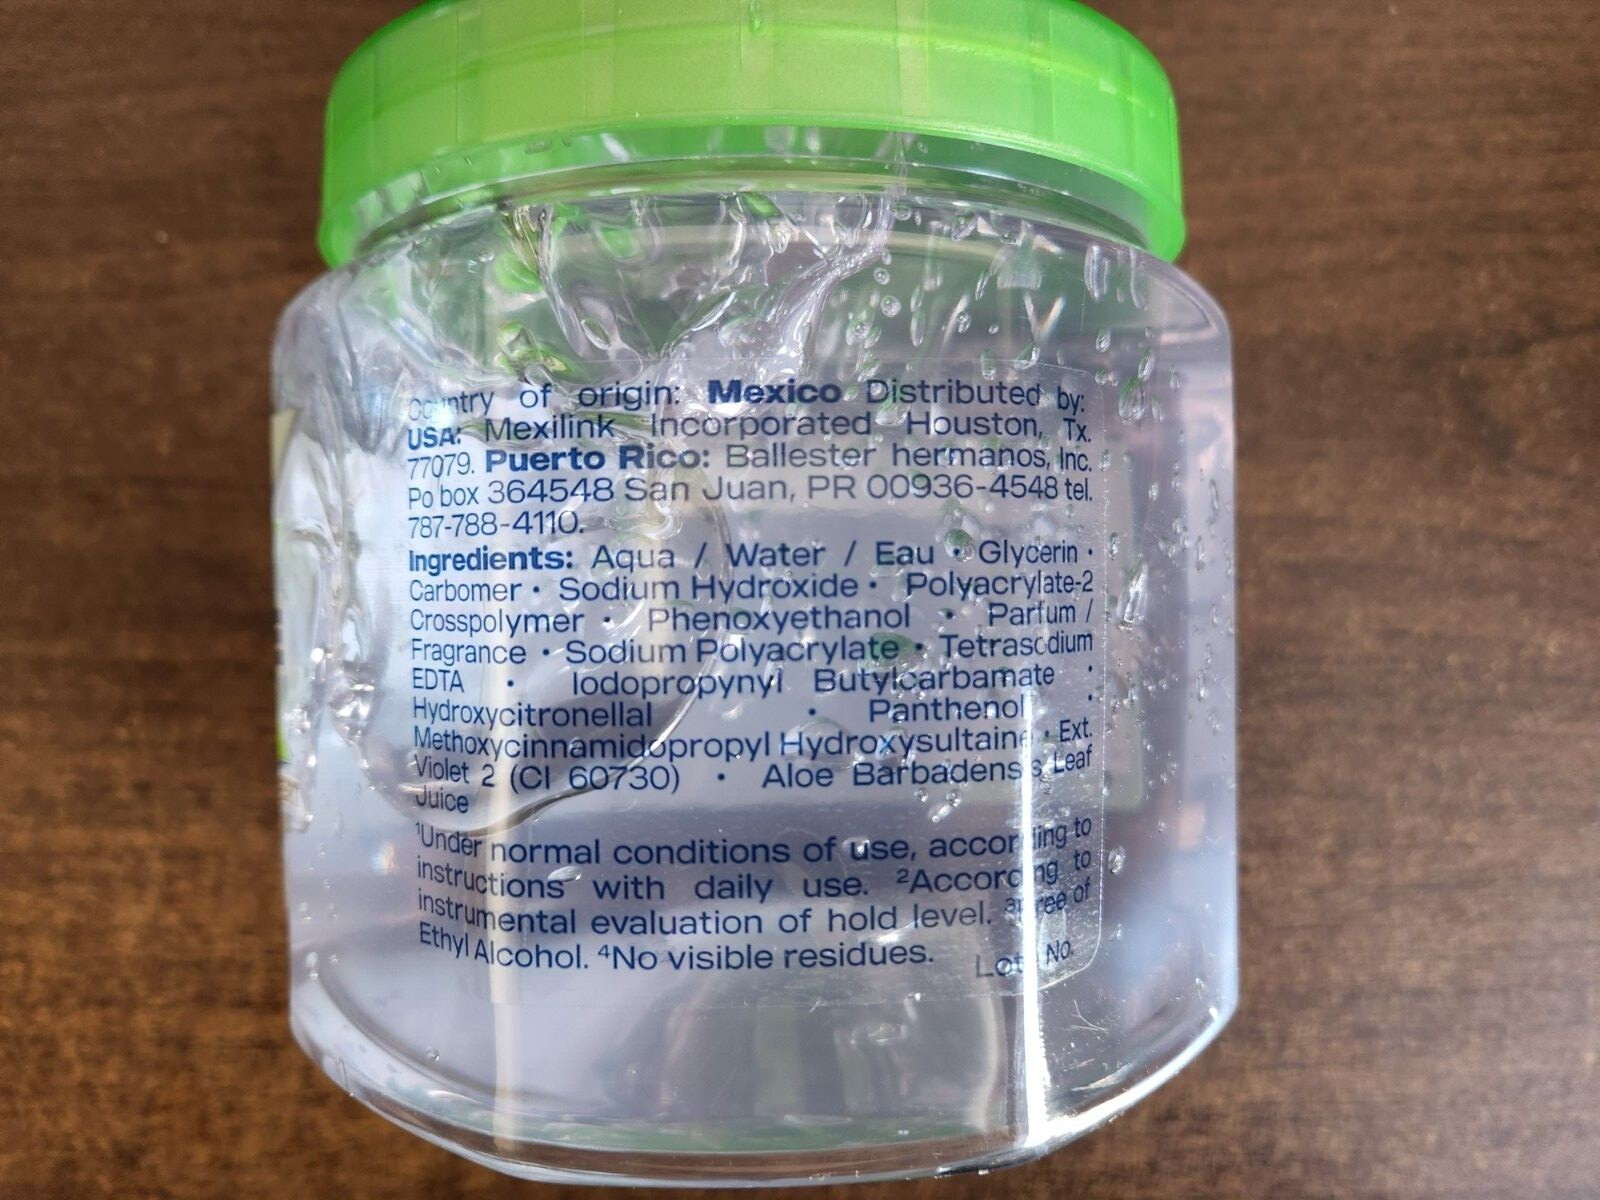 Country of origin: Mexico Distributed by:
USA: Mexilink Incorporated Houston, Tx.
77079. Puerto Rico: Ballester hermanos, Inc.
Po box 364548 San Juan, PR 00936-4548 tel.
787-788-4110.
Ingredients: Aqua / Water / Eau • Glycerin •
Carbomer • Sodium Hydroxide • Polyacrylate-2
Crosspolymer • Phenoxyethanol • Parfum /
Fragrance • Sodium Polyacrylate • Tetrasodium
EDTA • Iodopropynyl Butylcarbamate •
Hydroxycitronellal • Panthenol •
Methoxycinnamidopropyl Hydroxysultaine • Ext.
Violet 2 (CI 60730) • Aloe Barbadensis Leaf
Juice
¹Under normal conditions of use, according to
instructions with daily use. ²According to
instrumental evaluation of hold level. ³Free of
Ethyl Alcohol. ⁴No visible residues. Lot No.